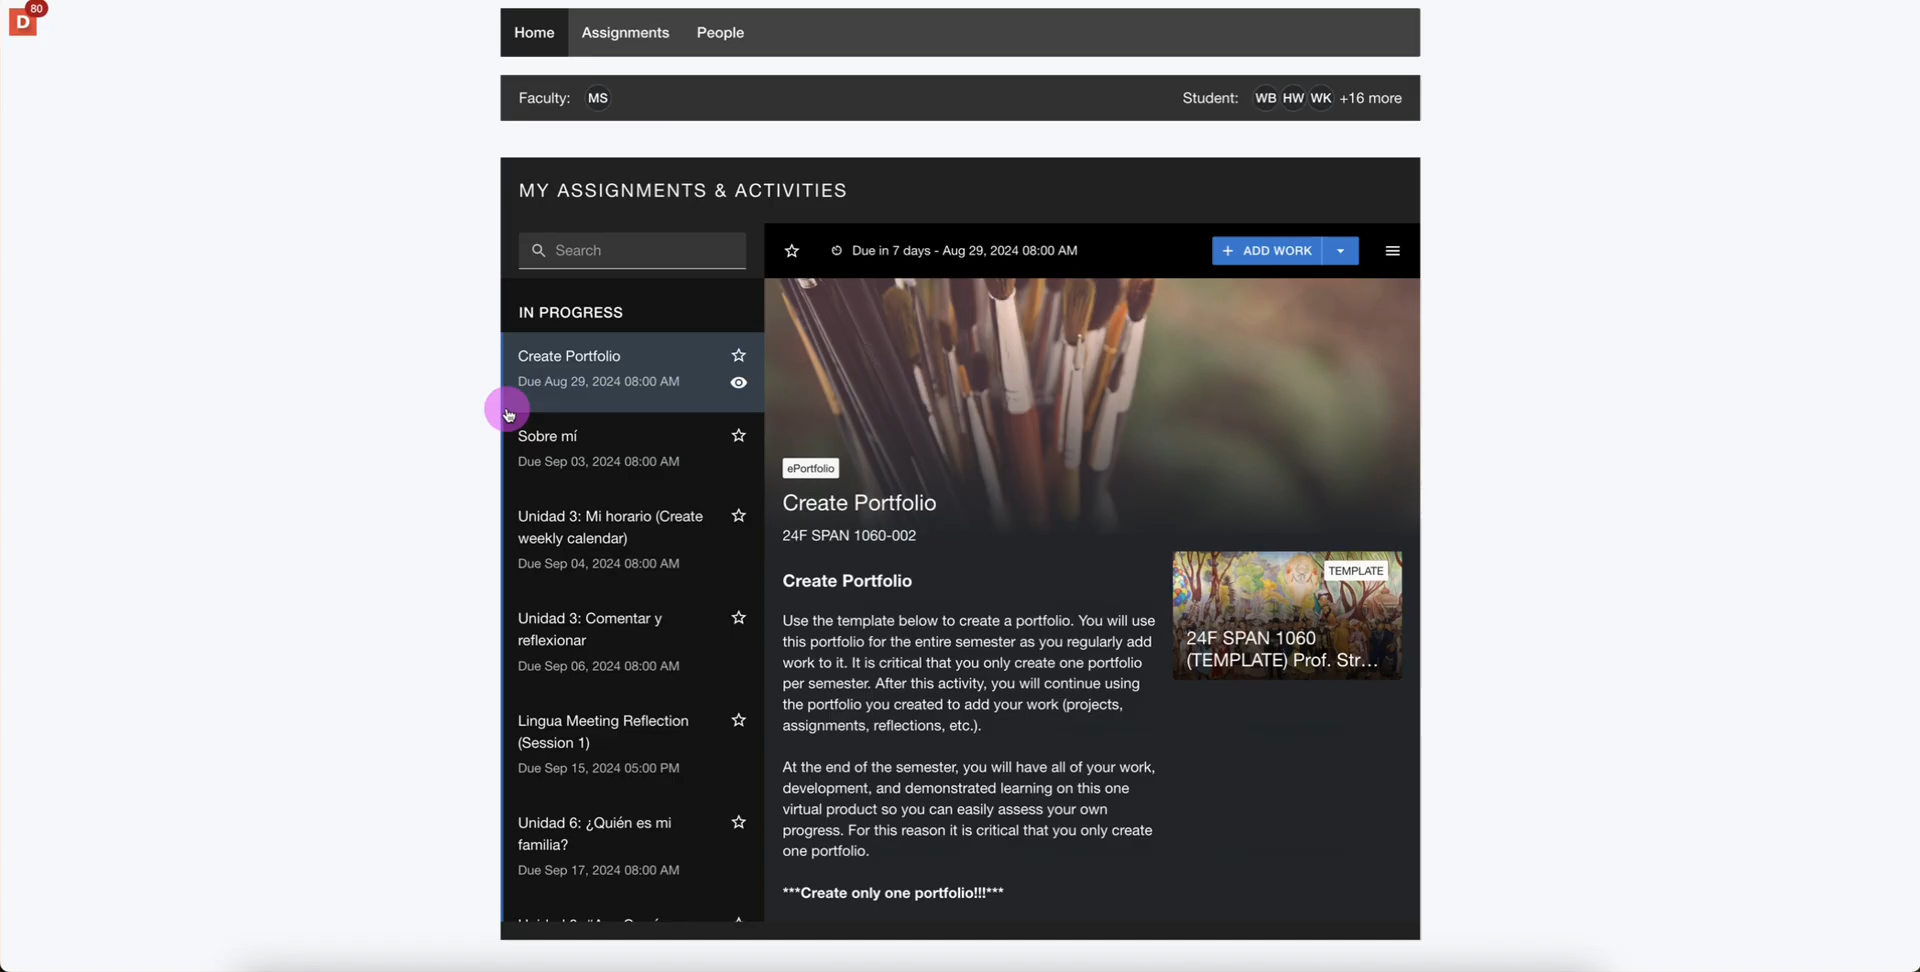 D
80
Home
Assignments
People
Faculty: MS
Student: WB HW WK +16 more
MY ASSIGNMENTS & ACTIVITIES
Search
Due in 7 days - Aug 29, 2024 08:00 AM
+ ADD WORK
IN PROGRESS
Create Portfolio
Due Aug 29, 2024 08:00 AM
Sobre mí
Due Sep 03, 2024 08:00 AM
Unidad 3: Mi horario (Create
weekly calendar)
Due Sep 04, 2024 08:00 AM
Unidad 3: Comentar y
reflexionar
Due Sep 06, 2024 08:00 AM
Lingua Meeting Reflection
(Session 1)
Due Sep 15, 2024 05:00 PM
Unidad 6: ¿Quién es mi
familia?
Due Sep 17, 2024 08:00 AM
ePortfolio
Create Portfolio
24F SPAN 1060-002
Create Portfolio
Use the template below to create a portfolio. You will use
this portfolio for the entire semester as you regularly add
work to it. It is critical that you only create one portfolio
per semester. After this activity, you will continue using
the portfolio you created to add your work (projects,
assignments, reflections, etc.).
At the end of the semester, you will have all of your work,
development, and demonstrated learning on this one
virtual product so you can easily assess your own
progress. For this reason it is critical that you only create
one portfolio.
***Create only one portfolio!!!***
TEMPLATE
24F SPAN 1060
(TEMPLATE) Prof. Str...